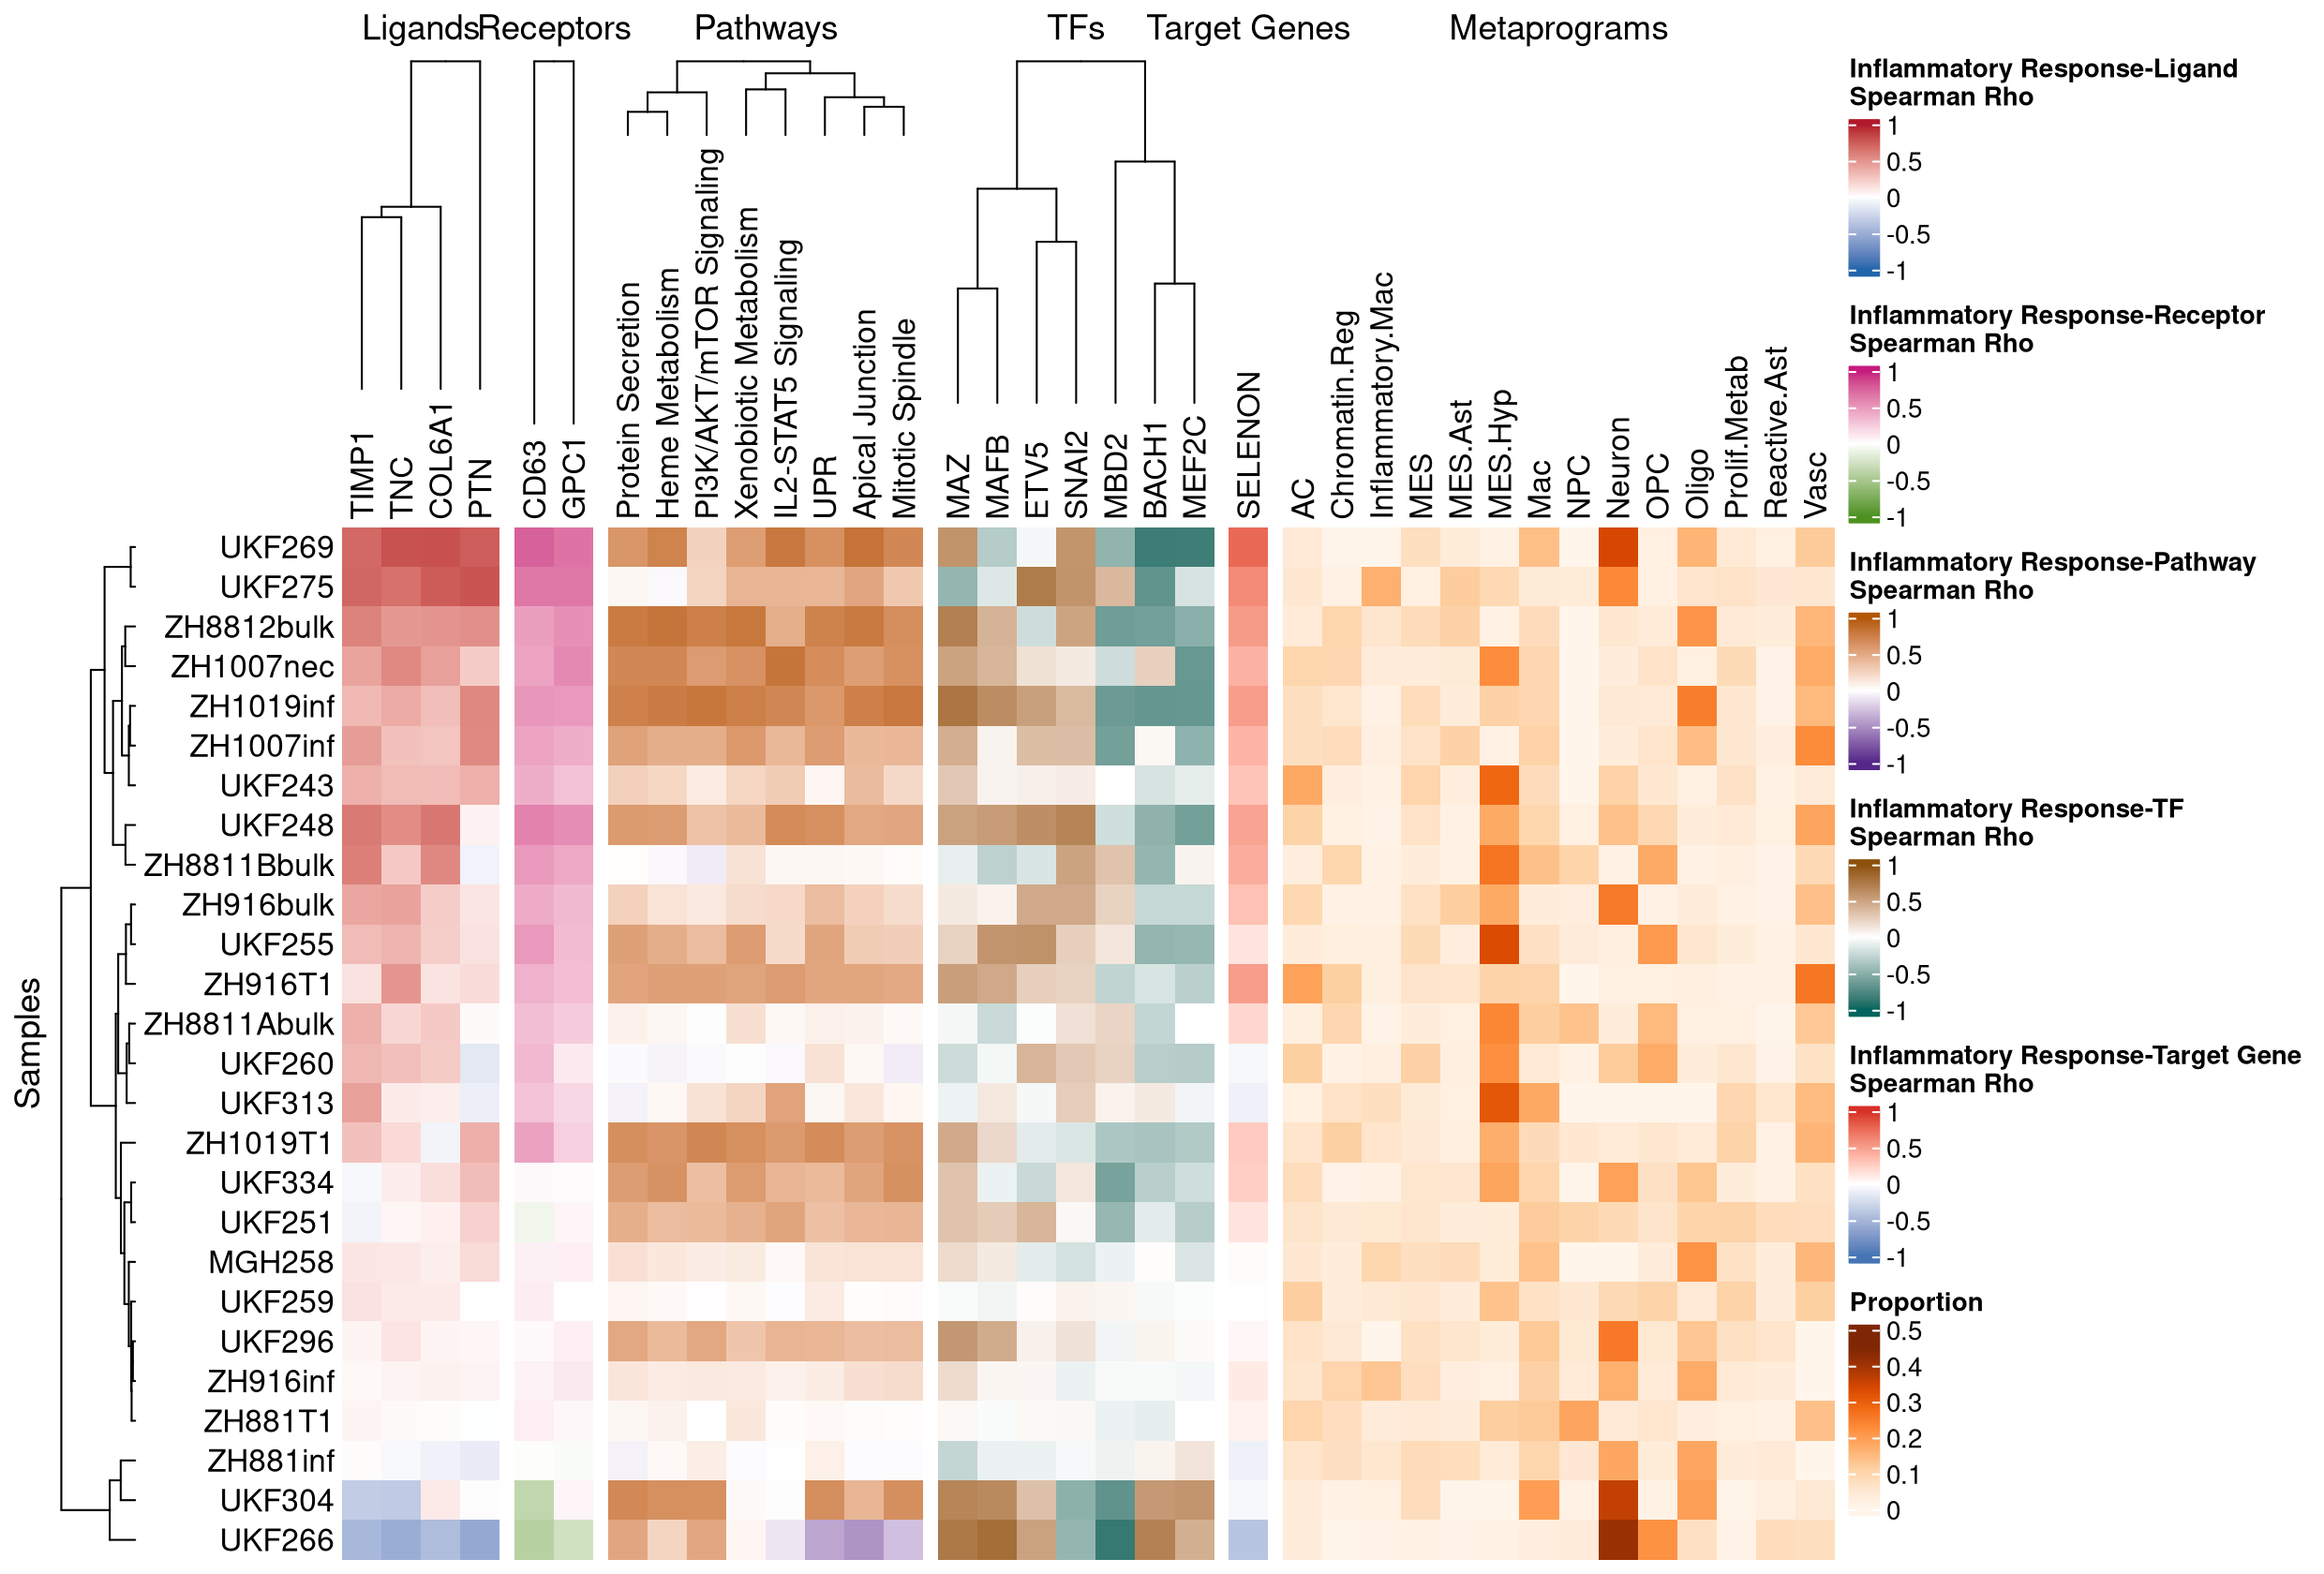 Ligands
Receptors
Pathways
TFs
Target Genes
Metaprograms
TIMP1
TNC
COL6A1
PTN
CD63
GPC1
Protein Secretion
Heme Metabolism
PI3K/AKT/mTOR Signaling
Xenobiotic Metabolism
IL2-STAT5 Signaling
UPR
Apical Junction
Mitotic Spindle
MAZ
MAFB
ETV5
SNAI2
MBD2
BACH1
MEF2C
SELENON
AC
Chromatin.Reg
Inflammatory.Mac
MES
MES.Ast
MES.Hyp
Mac
NPC
Neuron
OPC
Oligo
Prolif.Metab
Reactive.Ast
Vasc
Samples
UKF269
UKF275
ZH8812bulk
ZH1007nec
ZH1019inf
ZH1007inf
UKF243
UKF248
ZH8811Bbulk
ZH916bulk
UKF255
ZH916T1
ZH8811Abulk
UKF260
UKF313
ZH1019T1
UKF334
UKF251
MGH258
UKF259
UKF296
ZH916inf
ZH881T1
ZH881inf
UKF304
UKF266
Inflammatory Response-Ligand
Spearman Rho
1
0.5
0
-0.5
-1
Inflammatory Response-Receptor
Spearman Rho
1
0.5
0
-0.5
-1
Inflammatory Response-Pathway
Spearman Rho
1
0.5
0
-0.5
-1
Inflammatory Response-TF
Spearman Rho
1
0.5
0
-0.5
-1
Inflammatory Response-Target Gene
Spearman Rho
1
0.5
0
-0.5
-1
Proportion
0.5
0.4
0.3
0.2
0.1
0